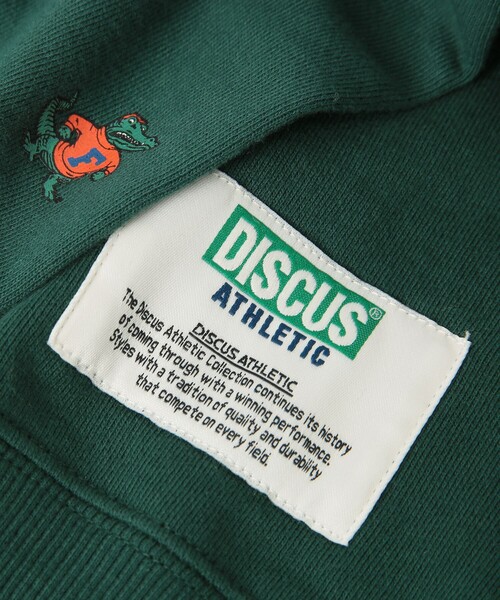 F
DISCUS®
ATHLETIC
DISCUS ATHLETIC
The Discus Athletic Collection continues its history
of coming through with a winning performance.
Styles with a tradition of quality and durability
that compete on every field.